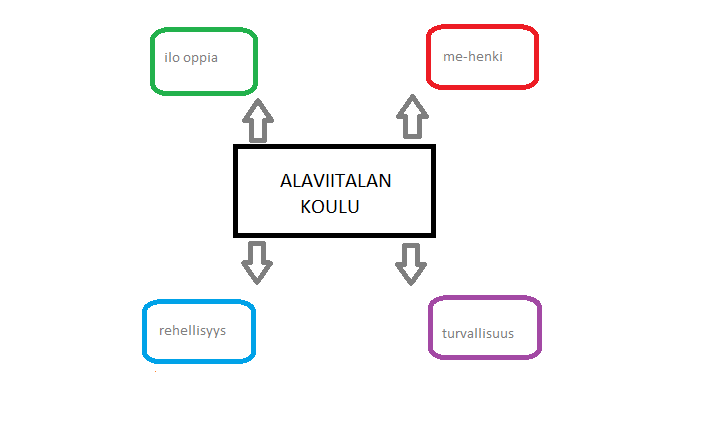 ilo oppia
me-henki
ALAVIITALAN
KOULU
rehellisyys
turvallisuus